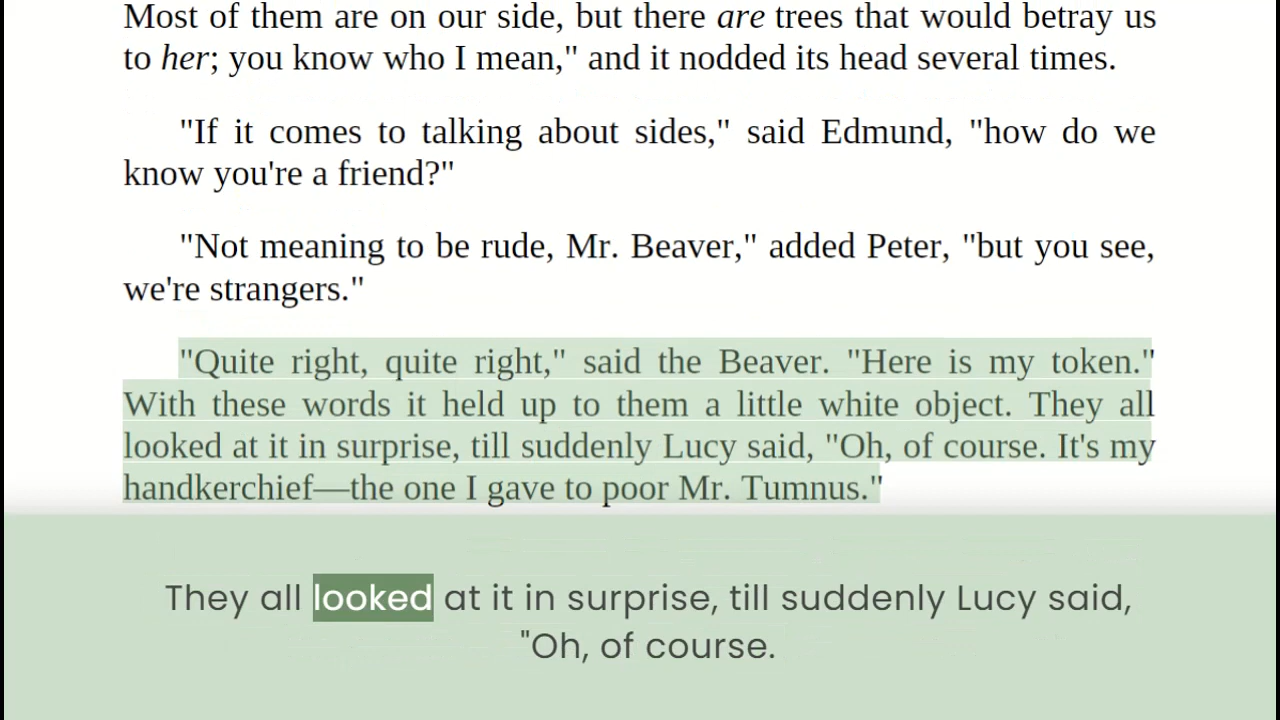 Most of them are on our side, but there are trees that would betray us
to her; you know who I mean," and it nodded its head several times.
"If it comes to talking about sides," said Edmund, "how do we
know you're a friend?"
"Not meaning to be rude, Mr. Beaver," added Peter, "but you see,
we're strangers."
"Quite right, quite right," said the Beaver. "Here is my token."
With these words it held up to them a little white object. They all
looked at it in surprise, till suddenly Lucy said, "Oh, of course. It's my
handkerchief—the one I gave to poor Mr. Tumnus."
They all looked at it in surprise, till suddenly Lucy said,
"Oh, of course.